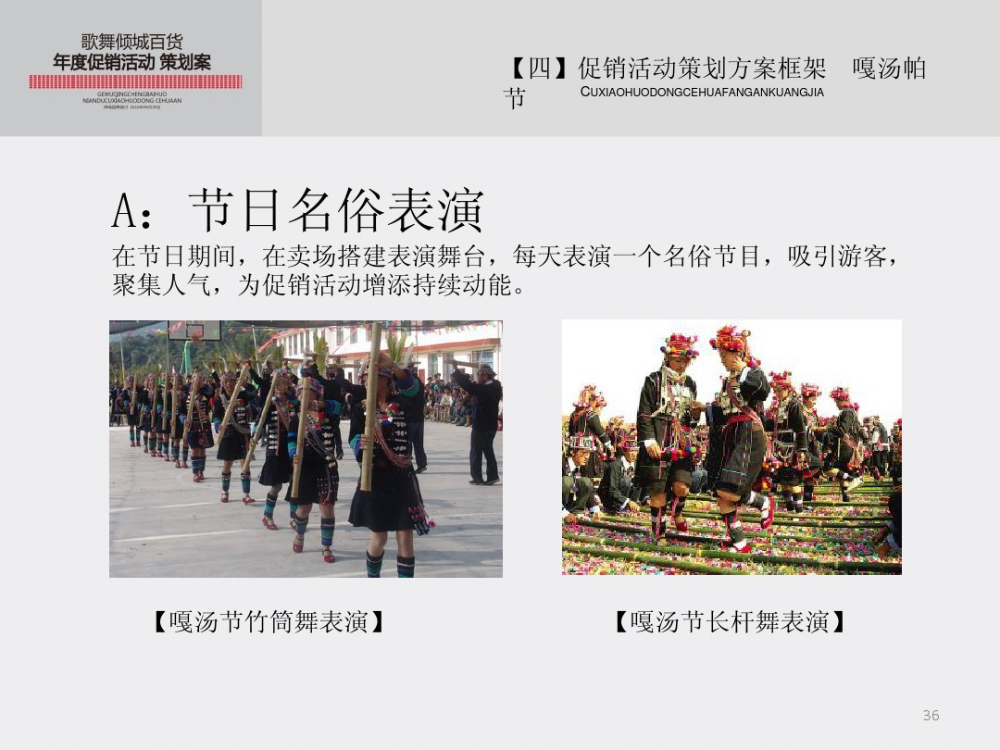 歌舞倾城百货
年度促销活动 策划案
GEWUQINGCHENGBAIHUO
NIANDUCUXIAOHUODONG CEHUAAN
【四】促销活动策划方案框架 嘎汤帕
节
CUXIAOHUODONGCEHUAFANGANKUANGJIA
A：节日名俗表演
在节日期间，在卖场搭建表演舞台，每天表演一个名俗节目，吸引游客，
聚集人气，为促销活动增添持续动能。
【嘎汤节竹筒舞表演】
【嘎汤节长杆舞表演】
36